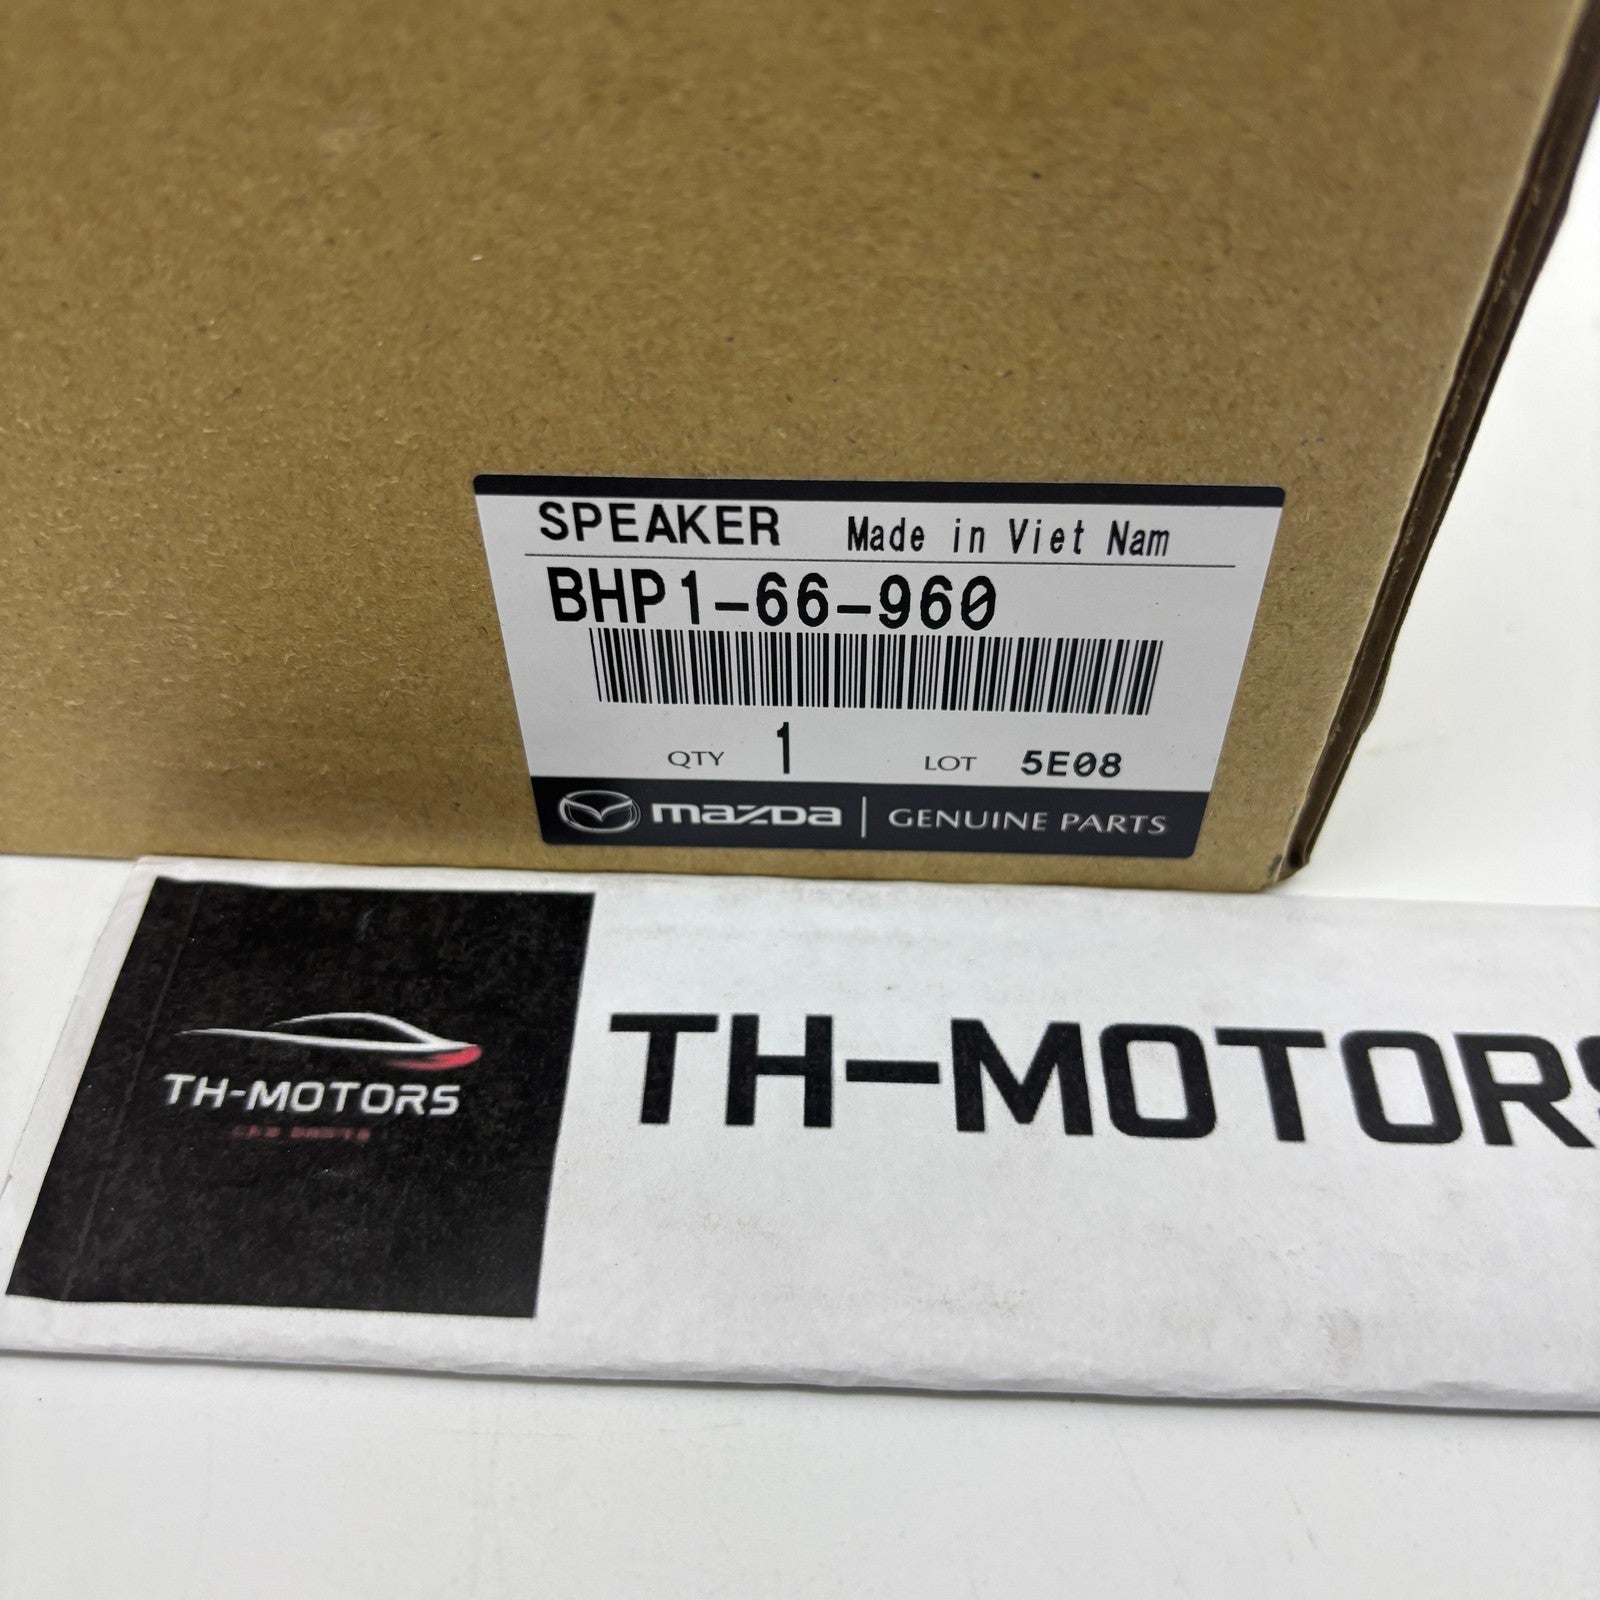 SPEAKER Made in Viet Nam
BHP1-66-960
QTY 1 LOT 5E08
mazda GENUINE PARTS
TH-MOTORS
TH-MOTORS